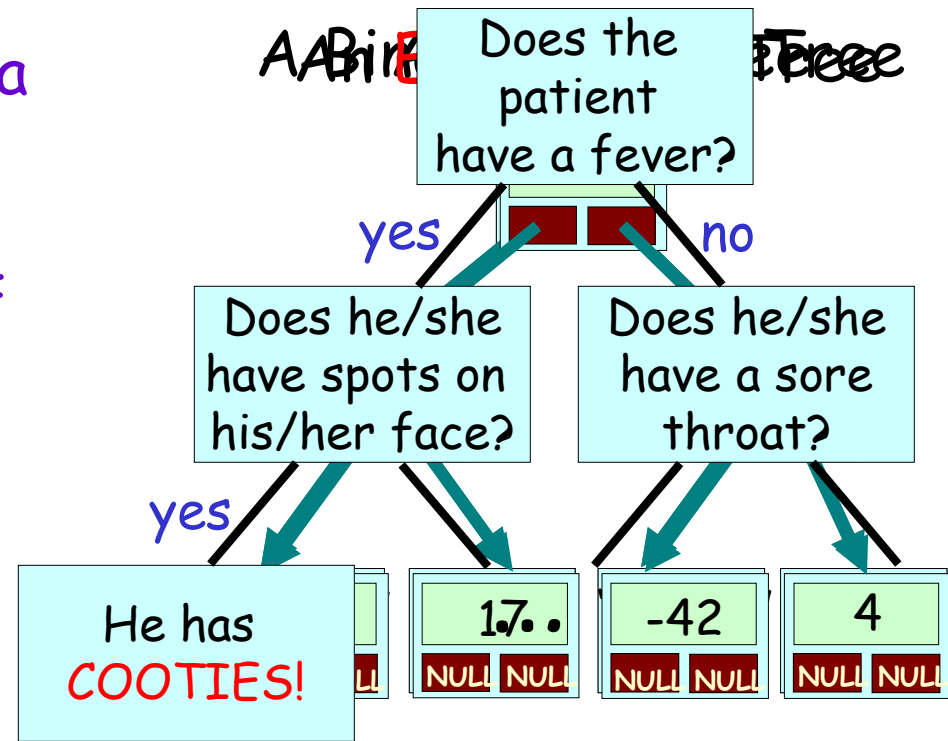 a
Does the
patient
have a fever?
yes
no
Does he/she
have spots on
his/her face?
Does he/she
have a sore
throat?
yes
He has
COOTIES!
17
-42
4
NULL NULL
NULL NULL
NULL NULL